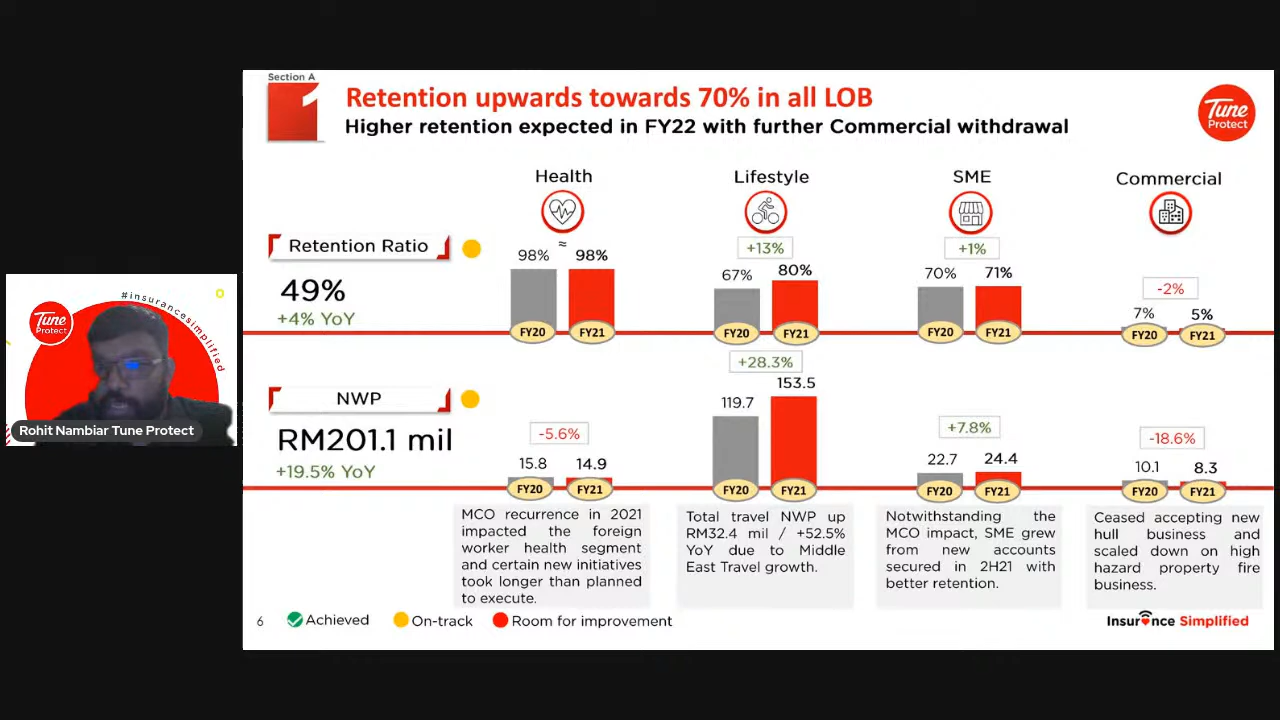 Section A
1
Retention upwards towards 70% in all LOB
Higher retention expected in FY22 with further Commercial withdrawal
Tune
Protect
Health
Lifestyle
SME
Commercial
Retention Ratio
49%
+4% YoY
≈
98%
98%
FY20
FY21
+13%
67%
80%
FY20
FY21
+1%
70%
71%
FY20
FY21
-2%
7%
5%
FY20
FY21
NWP
RM201.1 mil
+19.5% YoY
-5.6%
15.8
14.9
FY20
FY21
+28.3%
119.7
153.5
FY20
FY21
+7.8%
22.7
24.4
FY20
FY21
-18.6%
10.1
8.3
FY20
FY21
MCO recurrence in 2021
impacted the foreign
worker health segment
and certain new initiatives
took longer than planned
to execute.
Total travel NWP up
RM32.4 mil / +52.5%
YoY due to Middle
East Travel growth.
Notwithstanding the
MCO impact, SME grew
from new accounts
secured in 2H21 with
better retention.
Ceased accepting new
hull business and
scaled down on high
hazard property fire
business.
6
Achieved
On-track
Room for improvement
Insurance Simplified
#insurancesimplified
Tune
Protect
Rohit Nambiar Tune Protect